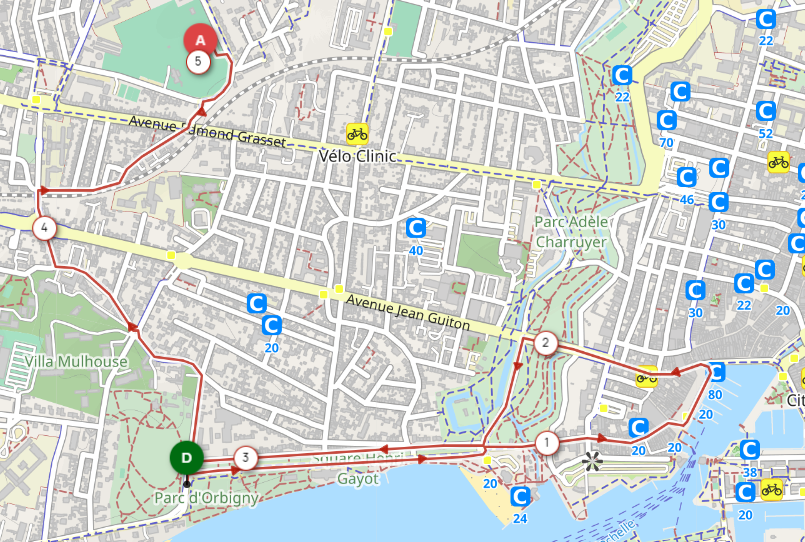 C
22
A
5
C
22
C
C
52
C
70
Avenue Edmond Grasset
Vélo Clinic
C
C
46
C
30
4
C
40
Parc Adèle
Charruyer
C
C
C
22
C
30
20
C
C
20
Avenue Jean Guiton
2
Villa Mulhouse
C
80
20
Cit
D
3
1
C
20
20
Square Henri
Gayot
20
Parc d'Orbigny
C
24
C
38
C
20